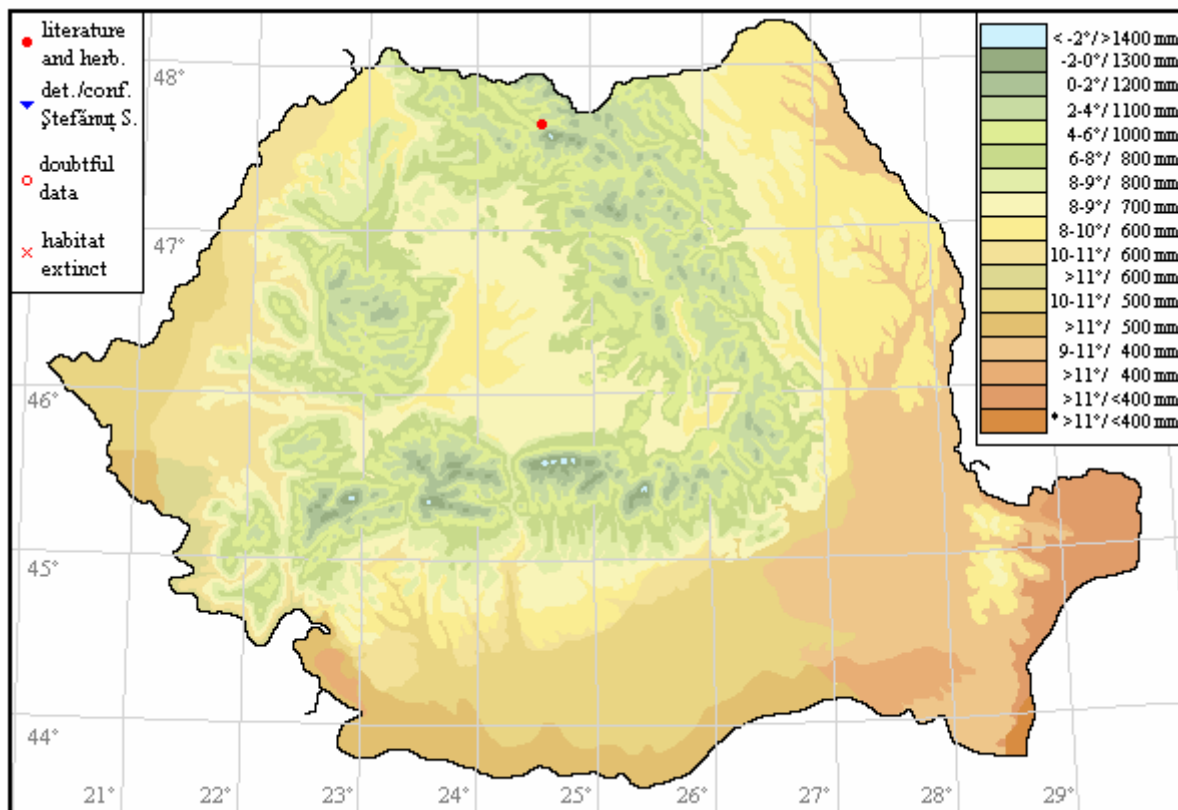 literature
and herb.
det./conf.
Ştefănuţ S.
doubtful
data
habitat
extinct
< -2°/>1400 mm
-2-0°/1300 mm
0-2°/1200 mm
2-4°/1100 mm
4-6°/1000 mm
6-8°/ 800 mm
8-9°/ 800 mm
8-9°/ 700 mm
8-10°/ 600 mm
10-11°/ 600 mm
>11°/ 600 mm
10-11°/ 500 mm
>11°/ 500 mm
9-11°/ 400 mm
>11°/ 400 mm
>11°/<400 mm
* >11°/<400 mm
48°
47°
46°
45°
44°
21° 22° 23° 24° 25° 26° 27° 28° 29°